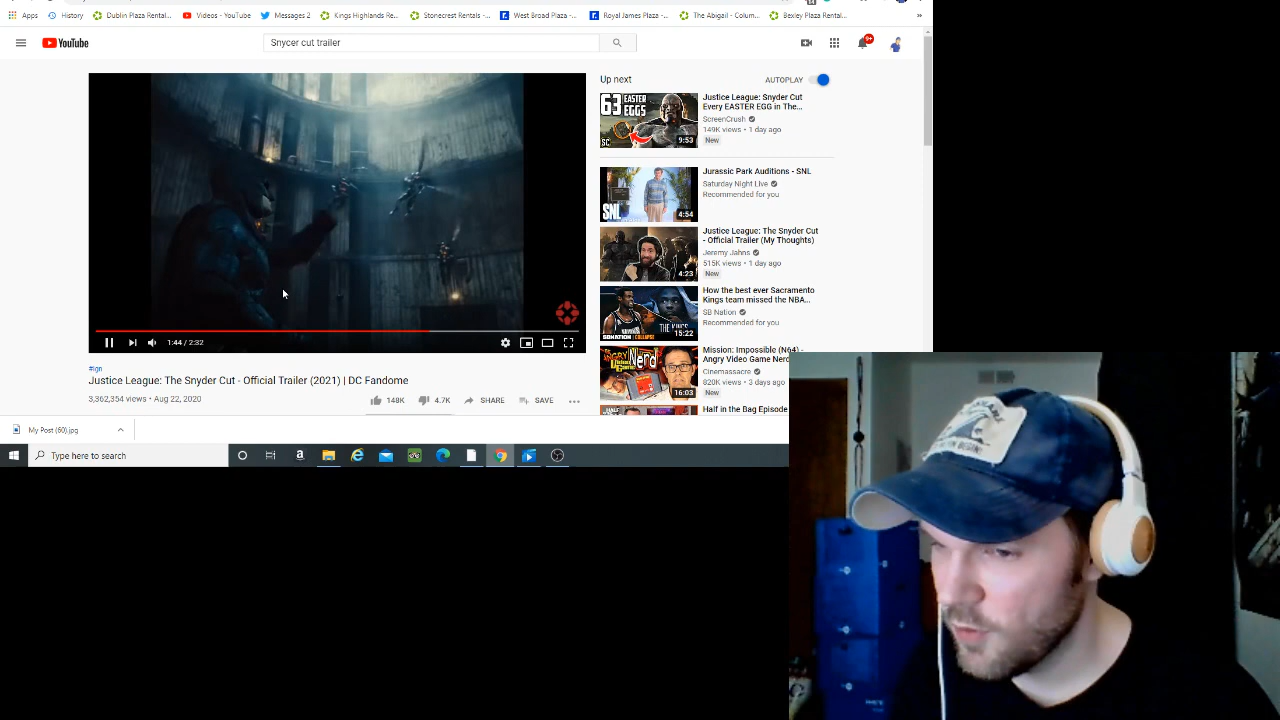 Apps
History
Dublin Plaza Rental...
Videos - YouTube
Messages 2
Kings Highlands Re...
Stonecrest Rentals -...
West Broad Plaza -...
Royal James Plaza -...
The Abigail - Colum...
Bexley Plaza Rental...
»
YouTube
Snycer cut trailer
9+
Up next
AUTOPLAY
63 EASTER EGGS
SC
9:53
Justice League: Snyder Cut
Every EASTER EGG in The...
ScreenCrush
149K views • 1 day ago
New
SNL
4:54
Jurassic Park Auditions - SNL
Saturday Night Live
Recommended for you
4:23
Justice League: The Snyder Cut
- Official Trailer (My Thoughts)
Jeremy Jahns
515K views • 1 day ago
New
15:22
How the best ever Sacramento
Kings team missed the NBA...
SB Nation
Recommended for you
ANGRY
Nerd
16:03
Mission: Impossible (N64) -
Angry Video Game Nerd
Cinemassacre
820K views • 3 days ago
New
Half in the Bag Episode
1:44 / 2:32
#ign
Justice League: The Snyder Cut - Official Trailer (2021) | DC Fandome
3,362,354 views • Aug 22, 2020
148K
4.7K
SHARE
SAVE
My Post (60).jpg
Type here to search